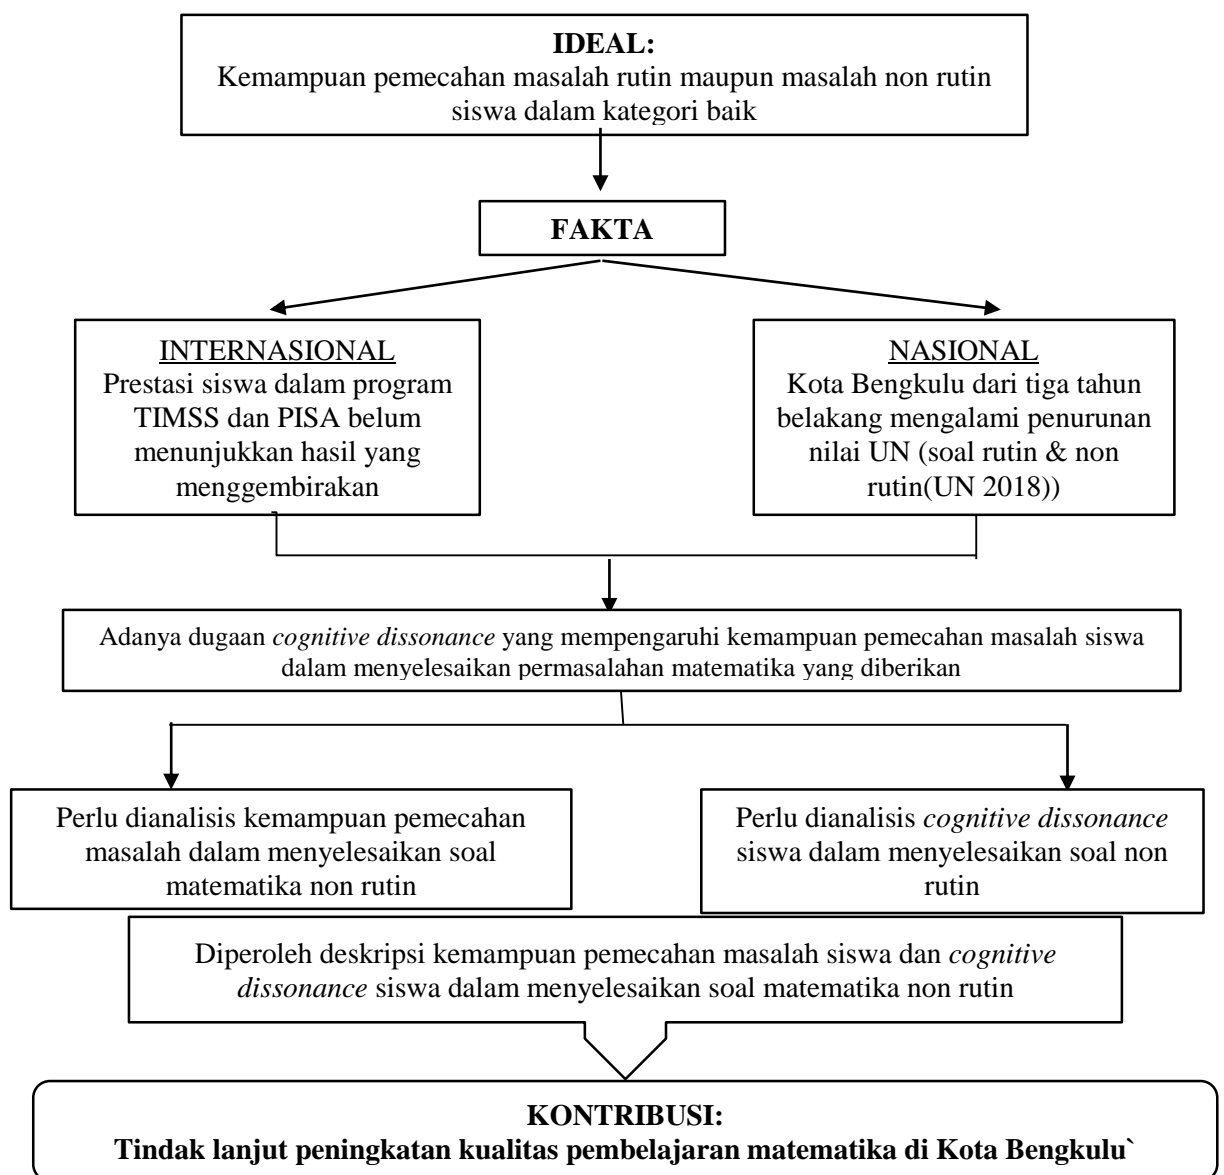 IDEAL:
Kemampuan pemecahan masalah rutin maupun masalah non rutin
siswa dalam kategori baik
FAKTA
INTERNASIONAL
Prestasi siswa dalam program
TIMSS dan PISA belum
menunjukkan hasil yang
menggembirakan
NASIONAL
Kota Bengkulu dari tiga tahun
belakang mengalami penurunan
nilai UN (soal rutin & non
rutin(UN 2018))
Adanya dugaan cognitive dissonance yang mempengaruhi kemampuan pemecahan masalah siswa
dalam menyelesaikan permasalahan matematika yang diberikan
Perlu dianalisis kemampuan pemecahan
masalah dalam menyelesaikan soal
matematika non rutin
Perlu dianalisis cognitive dissonance
siswa dalam menyelesaikan soal non
rutin
Diperoleh deskripsi kemampuan pemecahan masalah siswa dan cognitive
dissonance siswa dalam menyelesaikan soal matematika non rutin
KONTRIBUSI:
Tindak lanjut peningkatan kualitas pembelajaran matematika di Kota Bengkulu`